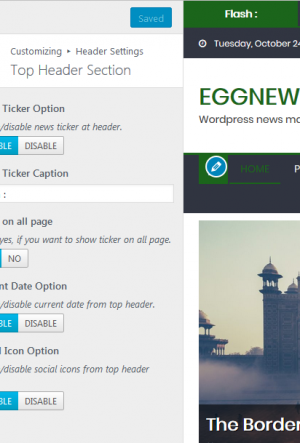 Saved
Customizing ▸ Header Settings
Top Header Section
Ticker Option
/disable news ticker at header.
BLE DISABLE
Ticker Caption
:
on all page
yes, if you want to show ticker on all page.
NO
nt Date Option
/disable current date from top header.
BLE DISABLE
l Icon Option
/disable social icons from top header
BLE DISABLE
Flash :
Tuesday, October 24
EGGNEW
Wordpress news ma
HOME P
The Border